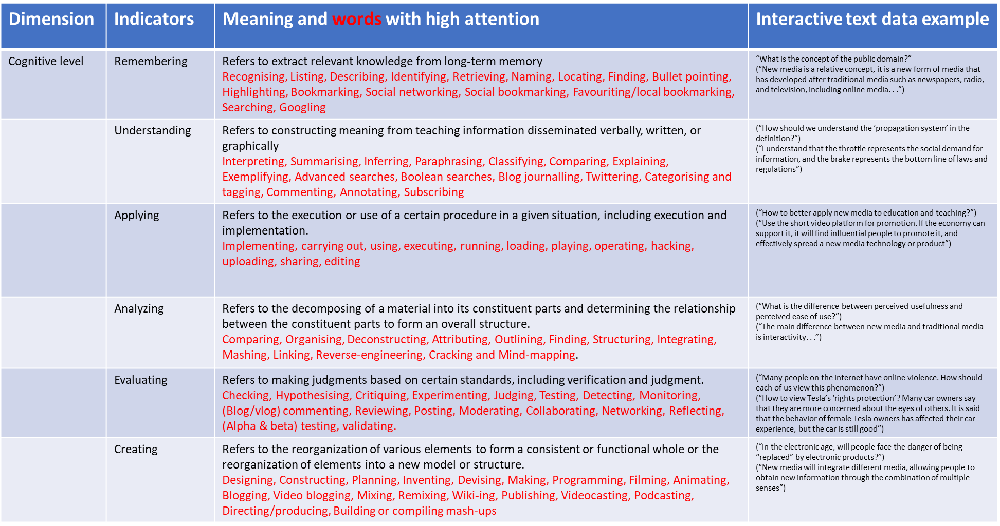 Dimension
Indicators
Meaning and words with high attention
Interactive text data example
Cognitive level
Remembering
Refers to extract relevant knowledge from long-term memory
Recognising, Listing, Describing, Identifying, Retrieving, Naming, Locating, Finding, Bullet pointing,
Highlighting, Bookmarking, Social networking, Social bookmarking, Favouriting/local bookmarking,
Searching, Googling
“What is the concept of the public domain?”
(“New media is a relative concept, it is a new form of media that
has developed after traditional media such as newspapers, radio,
and television, including online media. . .”)
Understanding
Refers to constructing meaning from teaching information disseminated verbally, written, or
graphically
Interpreting, Summarising, Inferring, Paraphrasing, Classifying, Comparing, Explaining,
Exemplifying, Advanced searches, Boolean searches, Blog journalling, Twittering, Categorising and
tagging, Commenting, Annotating, Subscribing
(“How should we understand the ‘propagation system’ in the
definition?”)
(“I understand that the throttle represents the social demand for
information, and the brake represents the bottom line of laws and
regulations”)
Applying
Refers to the execution or use of a certain procedure in a given situation, including execution and
implementation.
Implementing, carrying out, using, executing, running, loading, playing, operating, hacking,
uploading, sharing, editing
(“How to better apply new media to education and teaching?”)
(“Use the short video platform for promotion. If the economy can
support it, it will find influential people to promote it, and
effectively spread a new media technology or product”)
Analyzing
Refers to the decomposing of a material into its constituent parts and determining the relationship
between the constituent parts to form an overall structure.
Comparing, Organising, Deconstructing, Attributing, Outlining, Finding, Structuring, Integrating,
Mashing, Linking, Reverse-engineering, Cracking and Mind-mapping.
(“What is the difference between perceived usefulness and
perceived ease of use?”)
(“The main difference between new media and traditional media
is interactivity. . .”)
Evaluating
Refers to making judgments based on certain standards, including verification and judgment.
Checking, Hypothesising, Critiquing, Experimenting, Judging, Testing, Detecting, Monitoring,
(Blog/vlog) commenting, Reviewing, Posting, Moderating, Collaborating, Networking, Reflecting,
(Alpha & beta) testing, validating.
(“Many people on the Internet have online violence. How should
each of us view this phenomenon?”)
(“How to view Tesla’s ‘rights protection’? Many car owners say
that they are more concerned about the eyes of others. It is said
that the behavior of female Tesla owners has affected their car
experience, but the car is still good”)
Creating
Refers to the reorganization of various elements to form a consistent or functional whole or the
reorganization of elements into a new model or structure.
Designing, Constructing, Planning, Inventing, Devising, Making, Programming, Filming, Animating,
Blogging, Video blogging, Mixing, Remixing, Wiki-ing, Publishing, Videocasting, Podcasting,
Directing/producing, Building or compiling mash-ups
(“In the electronic age, will people face the danger of being
“replaced” by electronic products?”)
(“New media will integrate different media, allowing people to
obtain new information through the combination of multiple
senses”)